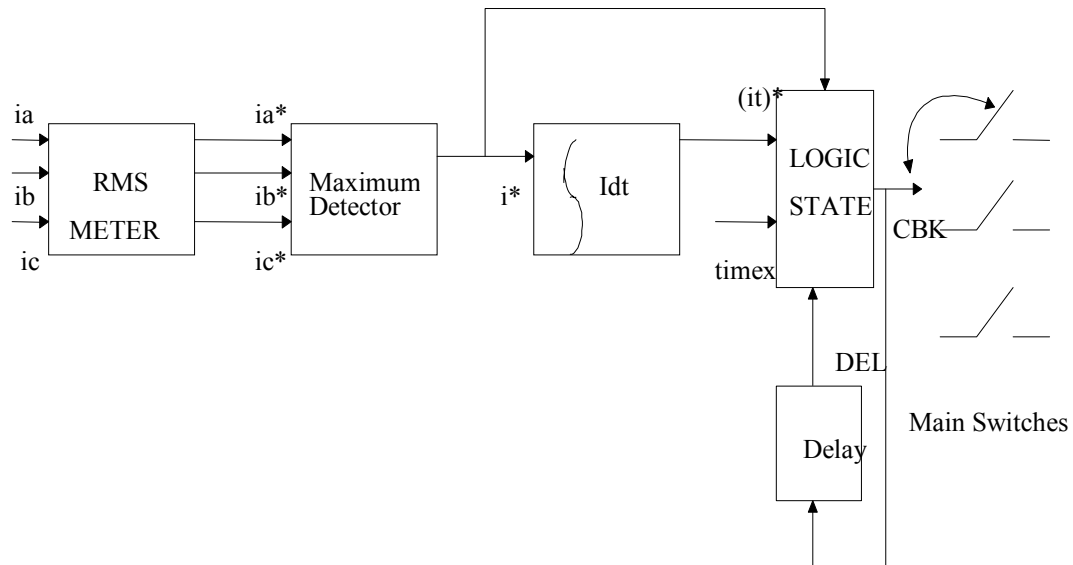 ia
ib
ic
RMS
METER
ia*
ib*
ic*
Maximum
Detector
i*
Idt
(it)*
timex
LOGIC
STATE
CBK
DEL
Delay
Main Switches